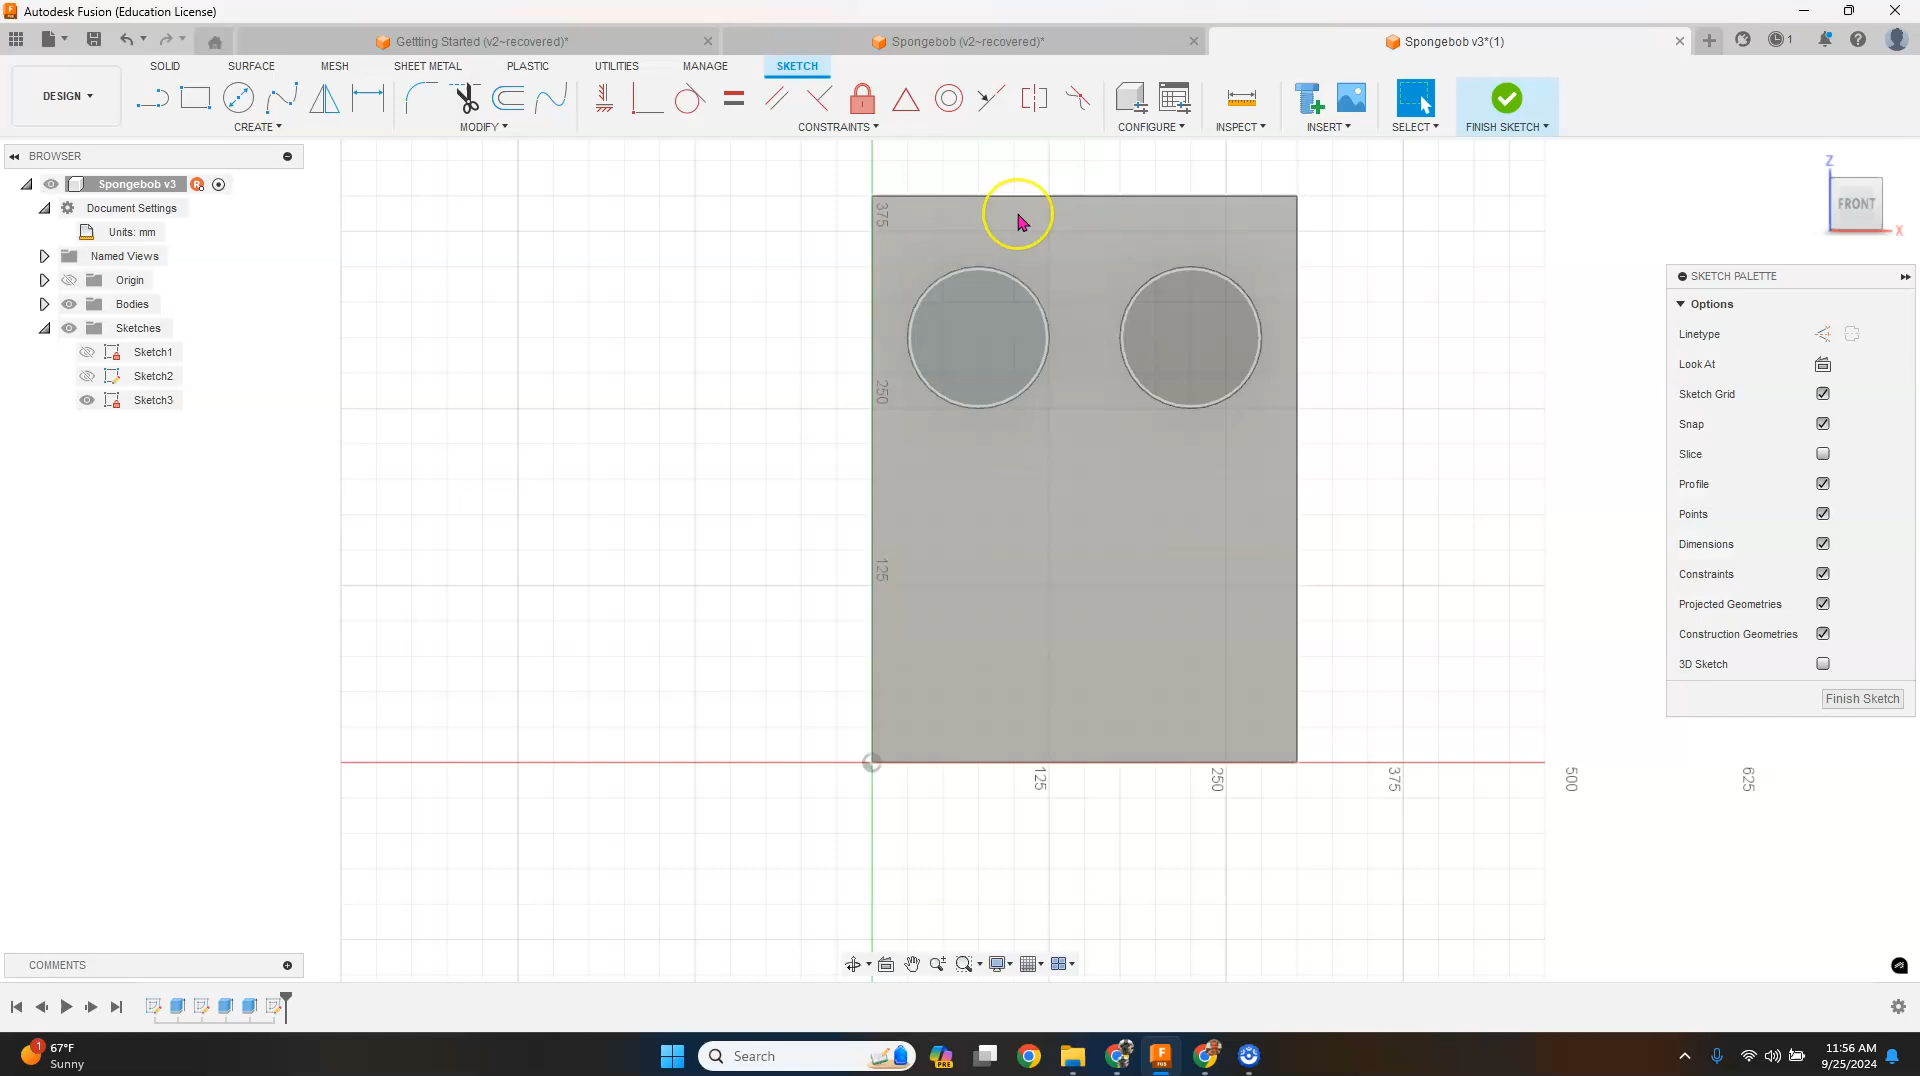 Autodesk Fusion (Education License)
Gettting Started (v2~recovered)*
Spongebob (v2~recovered)*
Spongebob v3*(1)
1
SOLID
SURFACE
MESH
SHEET METAL
PLASTIC
UTILITIES
MANAGE
SKETCH
DESIGN
CREATE
MODIFY
CONSTRAINTS
CONFIGURE
INSPECT
INSERT
SELECT
FINISH SKETCH
BROWSER
Spongebob v3
Document Settings
Units: mm
Named Views
Origin
Bodies
Sketches
Sketch1
Sketch2
Sketch3
375
250
125
125
250
375
500
625
Z
FRONT
X
SKETCH PALETTE
Options
Linetype
Look At
Sketch Grid
Snap
Slice
Profile
Points
Dimensions
Constraints
Projected Geometries
Construction Geometries
3D Sketch
Finish Sketch
COMMENTS
1
67°F
Sunny
Search
PRE
11:56 AM
9/25/2024